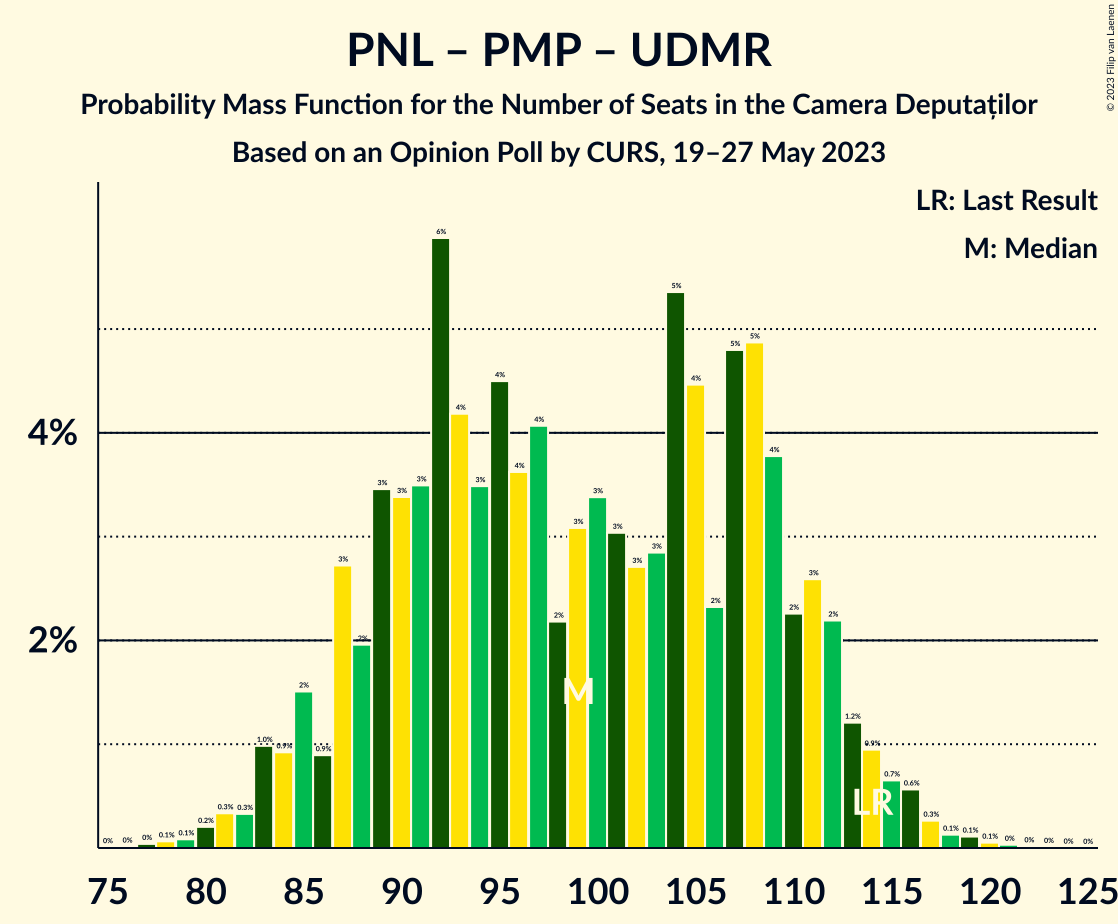 PNL – PMP – UDMR
Probability Mass Function for the Number of Seats in the Camera Deputaților
Based on an Opinion Poll by CURS, 19–27 May 2023
© 2023 Filip van Laenen
LR: Last Result
M: Median
4%
2%
0% 0% 0% 0.1% 0.1% 0.2% 0.3% 0.3% 1.0% 0.9% 2% 0.9% 3% 2% 3% 3% 3% 6% 4% 3% 4% 4% 4% 2% 3% 3% 3% 3% 3% 5% 4% 2% 5% 5% 4% 2% 3% 2% 1.2% 0.9% 0.7% 0.6% 0.3% 0.1% 0.1% 0.1% 0% 0% 0% 0% 0%
M
LR
75 80 85 90 95 100 105 110 115 120 125